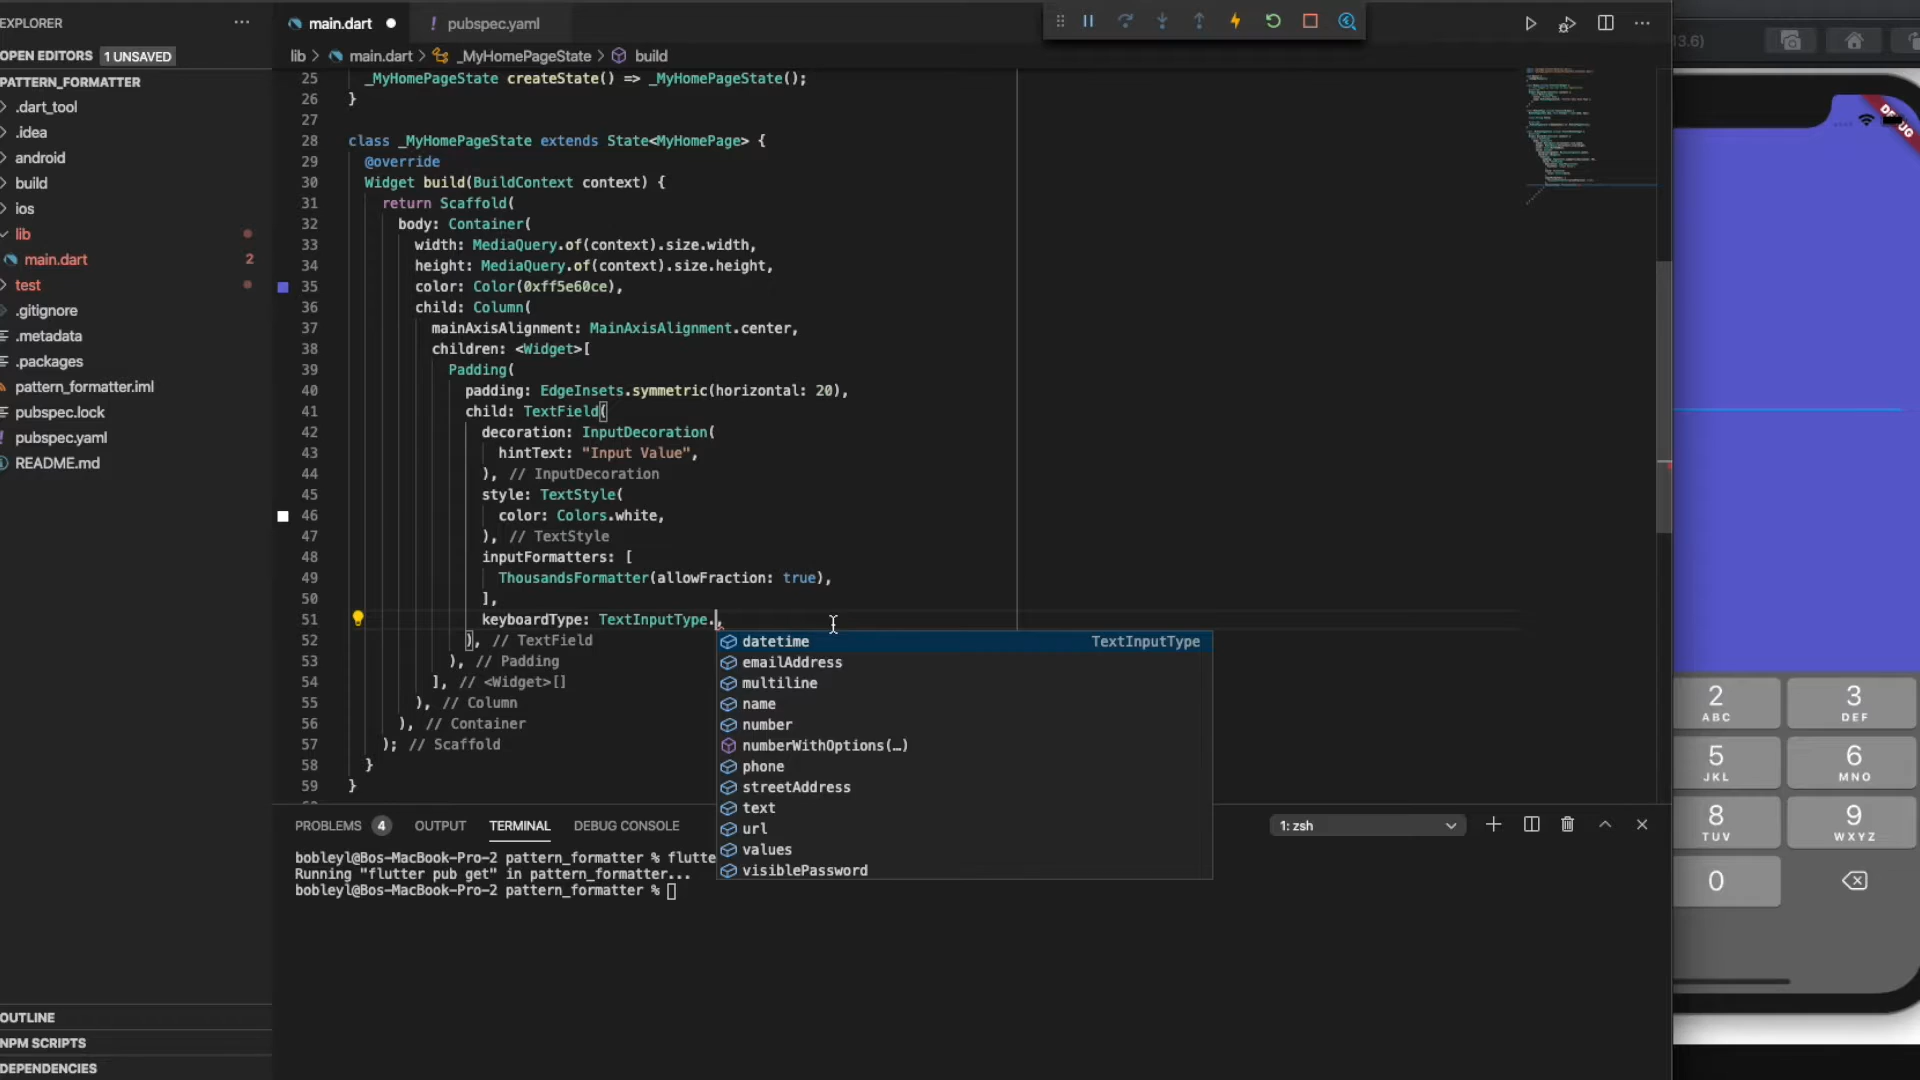 EXPLORER
OPEN EDITORS 1 UNSAVED
PATTERN_FORMATTER
.dart_tool
.idea
android
build
ios
lib
main.dart 2
test
.gitignore
.metadata
.packages
pattern_formatter.iml
pubspec.lock
pubspec.yaml
README.md
OUTLINE
NPM SCRIPTS
DEPENDENCIES
main.dart
! pubspec.yaml
lib > main.dart > _MyHomePageState > build
25 _MyHomePageState createState() => _MyHomePageState();
26 }
27
28 class _MyHomePageState extends State<MyHomePage> {
29 @override
30 Widget build(BuildContext context) {
31 return Scaffold(
32 body: Container(
33 width: MediaQuery.of(context).size.width,
34 height: MediaQuery.of(context).size.height,
35 color: Color(0xff5e60ce),
36 child: Column(
37 mainAxisAlignment: MainAxisAlignment.center,
38 children: <Widget>[
39 Padding(
40 padding: EdgeInsets.symmetric(horizontal: 20),
41 child: TextField(
42 decoration: InputDecoration(
43 hintText: "Input Value",
44 ), // InputDecoration
45 style: TextStyle(
46 color: Colors.white,
47 ), // TextStyle
48 inputFormatters: [
49 ThousandsFormatter(allowFraction: true),
50 ],
51 keyboardType: TextInputType.,
52 ), // TextField
53 ), // Padding
54 ], // <Widget>[]
55 ), // Column
56 ), // Container
57 ); // Scaffold
58 }
59 }
datetime TextInputType
emailAddress
multiline
name
number
numberWithOptions(…)
phone
streetAddress
text
url
values
visiblePassword
PROBLEMS 4 OUTPUT TERMINAL DEBUG CONSOLE 1: zsh
bobleyl@Bos-MacBook-Pro-2 pattern_formatter % flutte
Running "flutter pub get" in pattern_formatter...
bobleyl@Bos-MacBook-Pro-2 pattern_formatter %
13.6)
DEBUG
2 3
ABC DEF
5 6
JKL MNO
8 9
TUV WXYZ
0